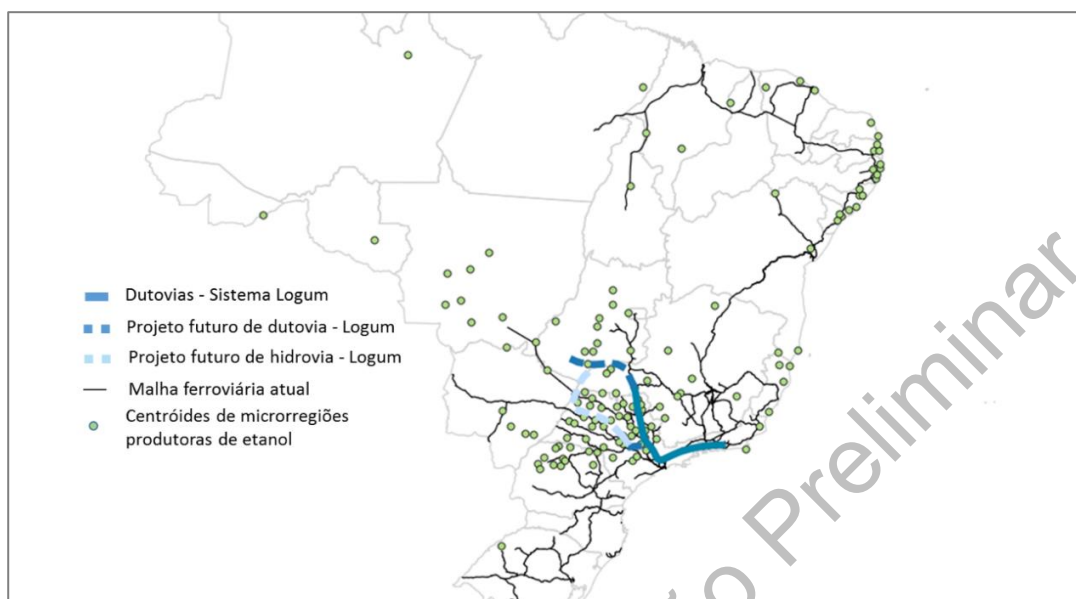 Dutovias - Sistema Logum
Projeto futuro de dutovia - Logum
Projeto futuro de hidrovia - Logum
Malha ferroviária atual
Centróides de microrregiões
produtoras de etanol
Preliminar